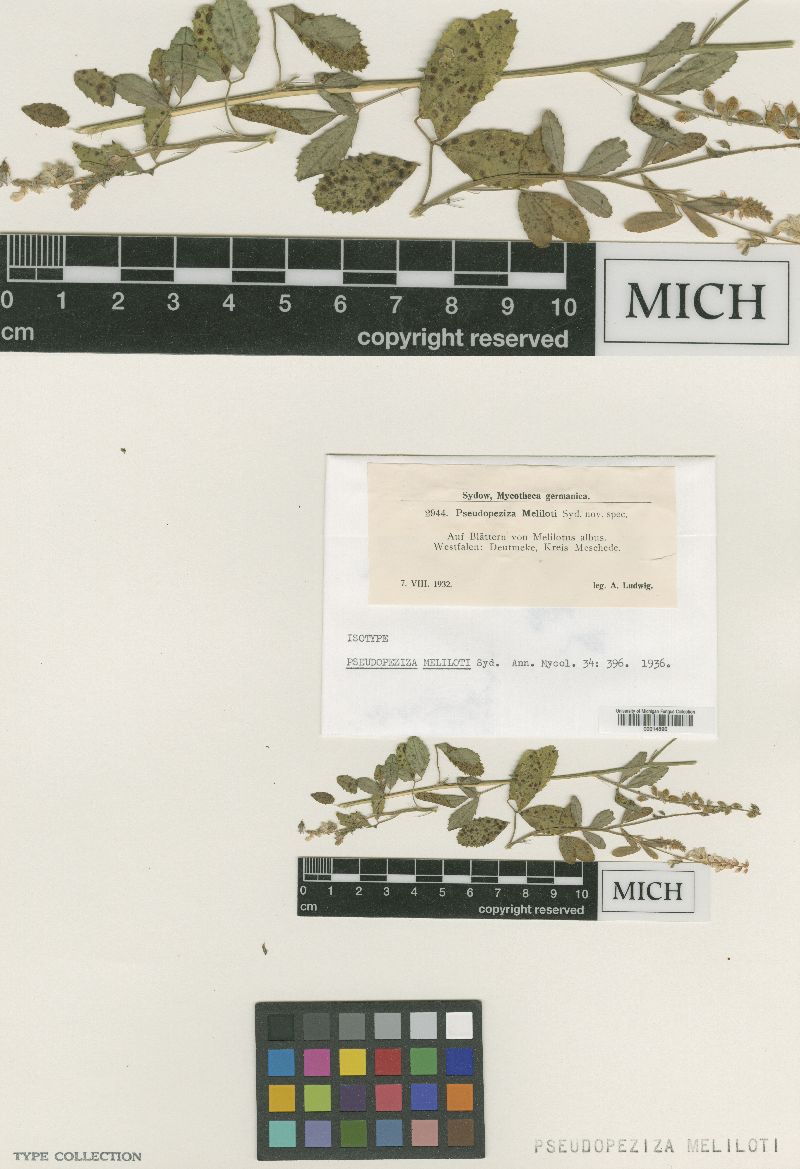 0 1 2 3 4 5 6 7 8 9 10
cm
copyright reserved
MICH
Sydow, Mycotheca germanica.
2944. Pseudopeziza Meliloti Syd. nov. spec.
Auf Blättern von Melilotus albus.
Westfalen: Deutmeke, Kreis Meschede.
7. VIII. 1932. leg. A. Ludwig.
ISOTYPE
PSEUDOPEZIZA MELILOTI Syd. Ann. Mycol. 34: 396. 1936.
University of Michigan Fungus Collection
0 1 2 3 4 5 6 7 8 9 10
cm
copyright reserved
MICH
TYPE COLLECTION
PSEUDOPEZIZA MELILOTI